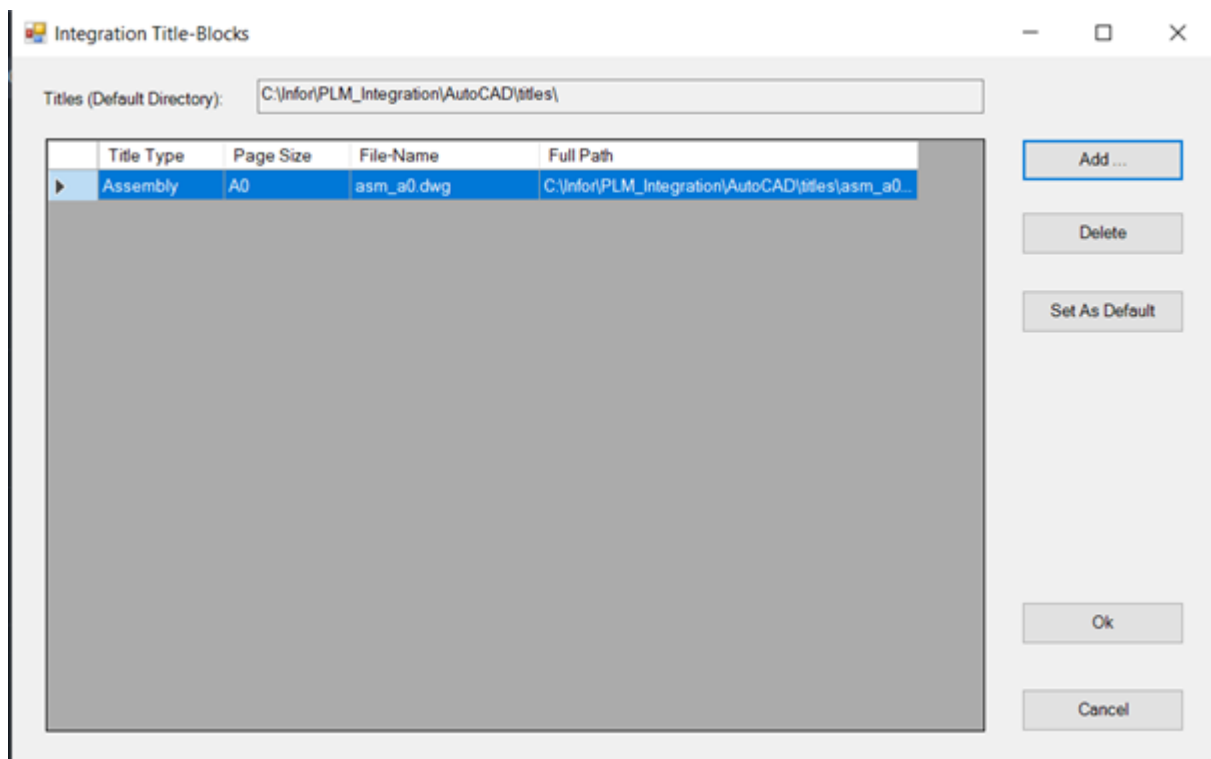 Integration Title-Blocks
Titles (Default Directory): C:\Infor\PLM_Integration\AutoCAD\titles\
Title Type Page Size File-Name Full Path
Assembly A0 asm_a0.dwg C:\Infor\PLM_Integration\AutoCAD\titles\asm_a0...
Add ...
Delete
Set As Default
Ok
Cancel